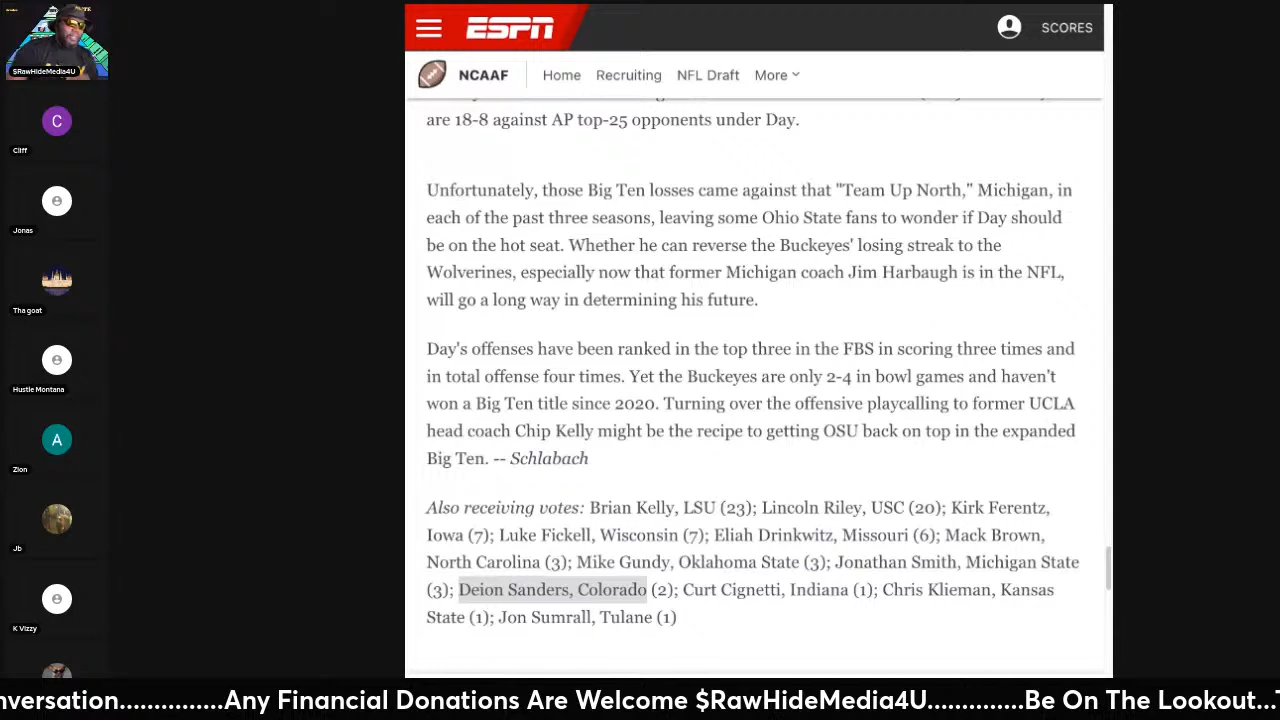 $RawHideMedia4U
C
Cliff
Jonas
Tha goat
Hustle Montana
A
Zion
Jb
K Vizzy
ESPN
SCORES
NCAAF
Home
Recruiting
NFL Draft
More
are 18-8 against AP top-25 opponents under Day.
Unfortunately, those Big Ten losses came against that "Team Up North," Michigan, in
each of the past three seasons, leaving some Ohio State fans to wonder if Day should
be on the hot seat. Whether he can reverse the Buckeyes' losing streak to the
Wolverines, especially now that former Michigan coach Jim Harbaugh is in the NFL,
will go a long way in determining his future.
Day's offenses have been ranked in the top three in the FBS in scoring three times and
in total offense four times. Yet the Buckeyes are only 2-4 in bowl games and haven't
won a Big Ten title since 2020. Turning over the offensive playcalling to former UCLA
head coach Chip Kelly might be the recipe to getting OSU back on top in the expanded
Big Ten. -- Schlabach
Also receiving votes: Brian Kelly, LSU (23); Lincoln Riley, USC (20); Kirk Ferentz,
Iowa (7); Luke Fickell, Wisconsin (7); Eliah Drinkwitz, Missouri (6); Mack Brown,
North Carolina (3); Mike Gundy, Oklahoma State (3); Jonathan Smith, Michigan State
(3); Deion Sanders, Colorado (2); Curt Cignetti, Indiana (1); Chris Klieman, Kansas
State (1); Jon Sumrall, Tulane (1)
nversation..............Any Financial Donations Are Welcome $RawHideMedia4U.............Be On The Lookout...